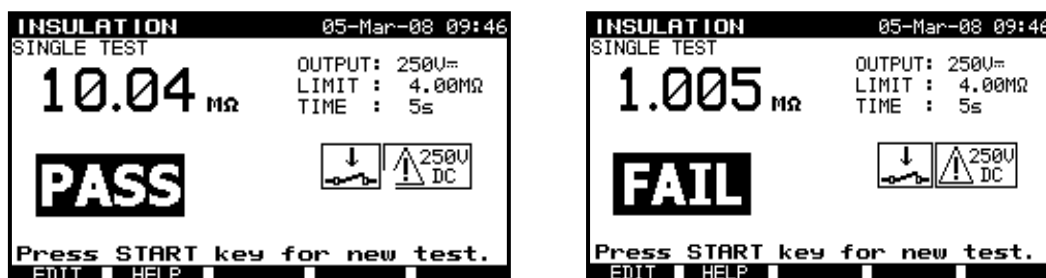 INSULATION 05-Mar-08 09:46
SINGLE TEST
10.04 MΩ
OUTPUT: 250V⎓
LIMIT : 4.00MΩ
TIME : 5s
250V
DC
PASS
Press START key for new test.
EDIT HELP
INSULATION 05-Mar-08 09:46
SINGLE TEST
1.005 MΩ
OUTPUT: 250V⎓
LIMIT : 4.00MΩ
TIME : 5s
250V
DC
FAIL
Press START key for new test.
EDIT HELP